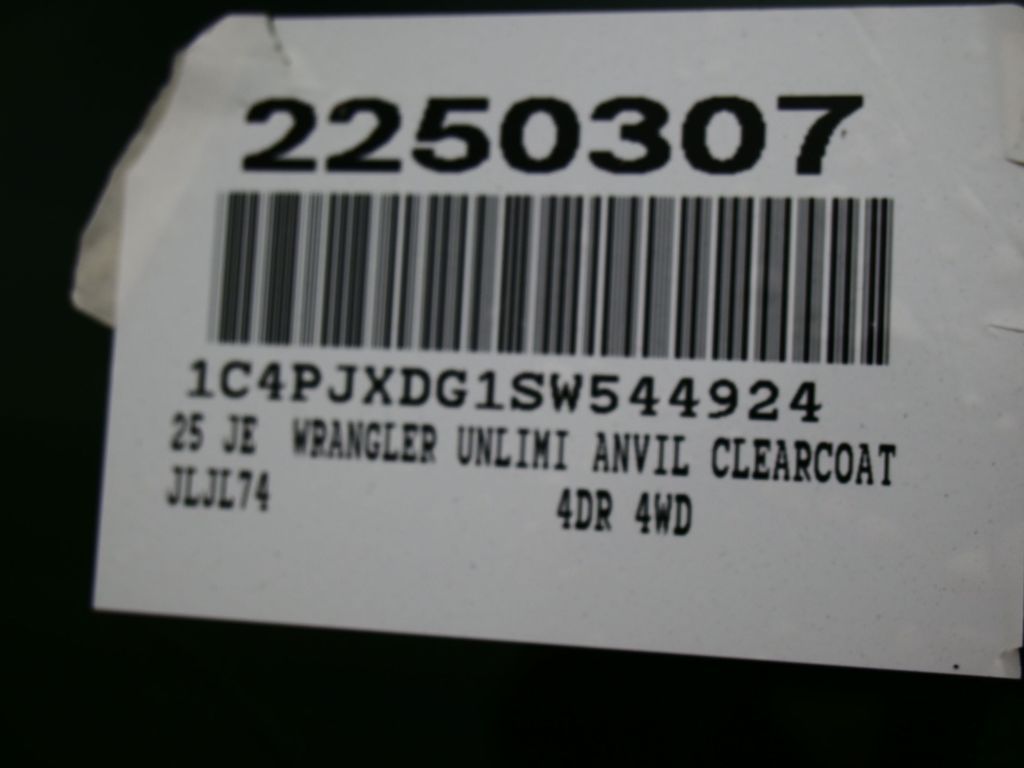 2250307
1C4PJXDG1SW544924
25 JE WRANGLER UNLIMI ANVIL CLEARCOAT
JLJL74 4DR 4WD